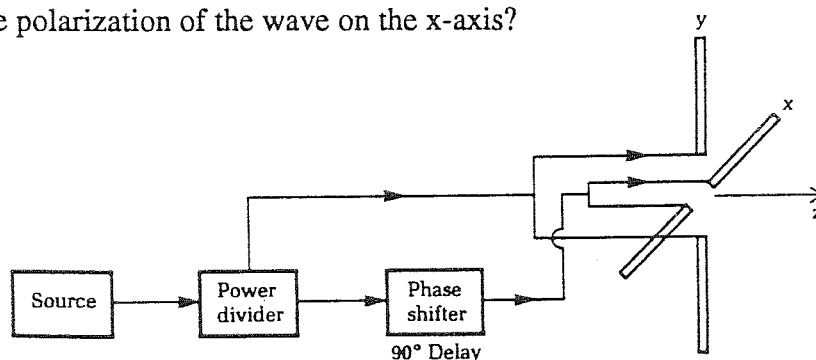 e polarization of the wave on the x-axis?
y
x
z
Source
Power
divider
Phase
shifter
90° Delay